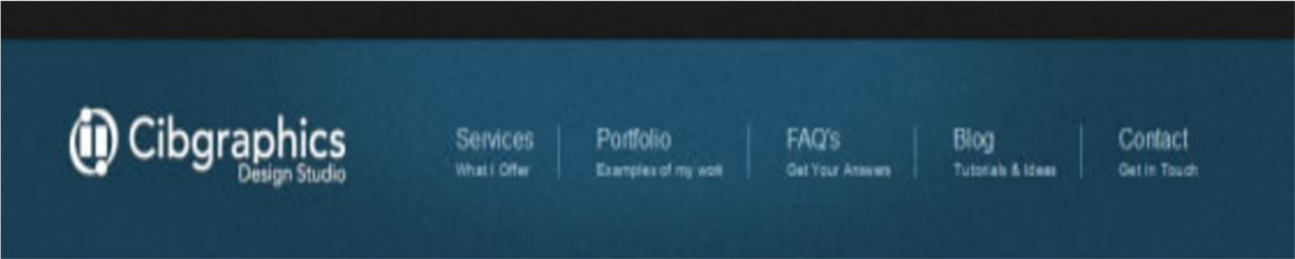 Cibgraphics
Design Studio
Services
What I Offer
Portfolio
Examples of my work
FAQ's
Get Your Answers
Blog
Tutorials & Ideas
Contact
Get in Touch